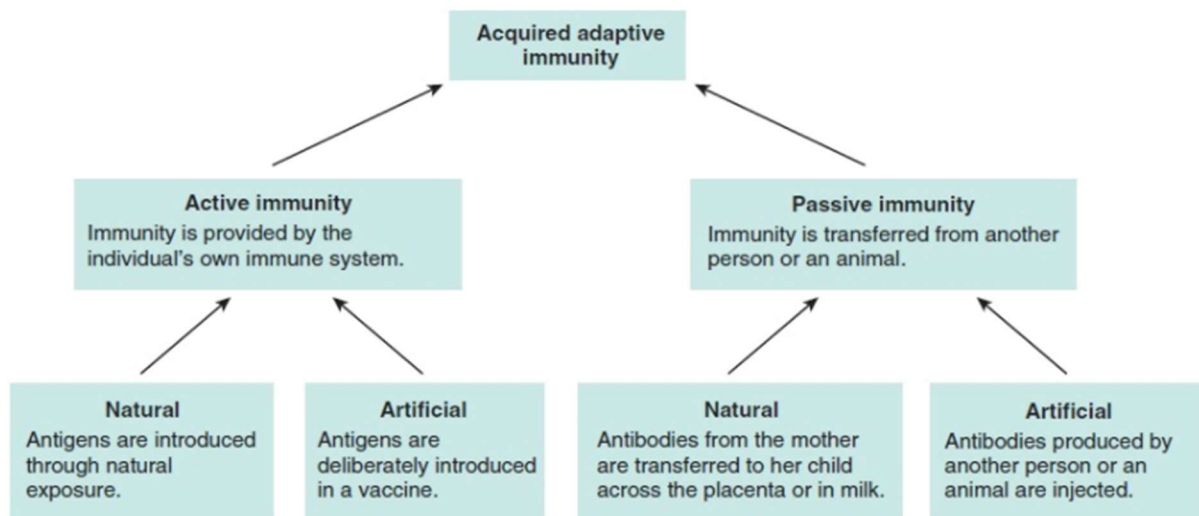 Acquired adaptive
immunity
Active immunity
Immunity is provided by the
individual's own immune system.
Passive immunity
Immunity is transferred from another
person or an animal.
Natural
Antigens are introduced
through natural
exposure.
Artificial
Antigens are
deliberately introduced
in a vaccine.
Natural
Antibodies from the mother
are transferred to her child
across the placenta or in milk.
Artificial
Antibodies produced by
another person or an
animal are injected.